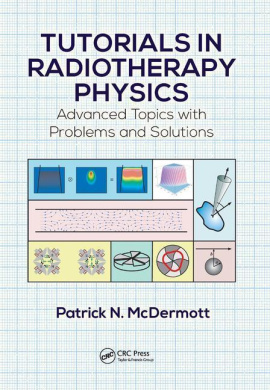 TUTORIALS IN
RADIOTHERAPY
PHYSICS
Advanced Topics with
Problems and Solutions
Patrick N. McDermott
CRC Press
Taylor & Francis Group